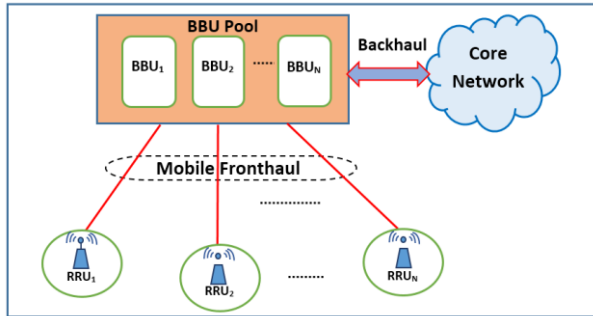 BBU Pool
BBU1 BBU2 ..... BBUN
Backhaul
Core
Network
Mobile Fronthaul
...............
RRU1
RRU2
.........
RRUN